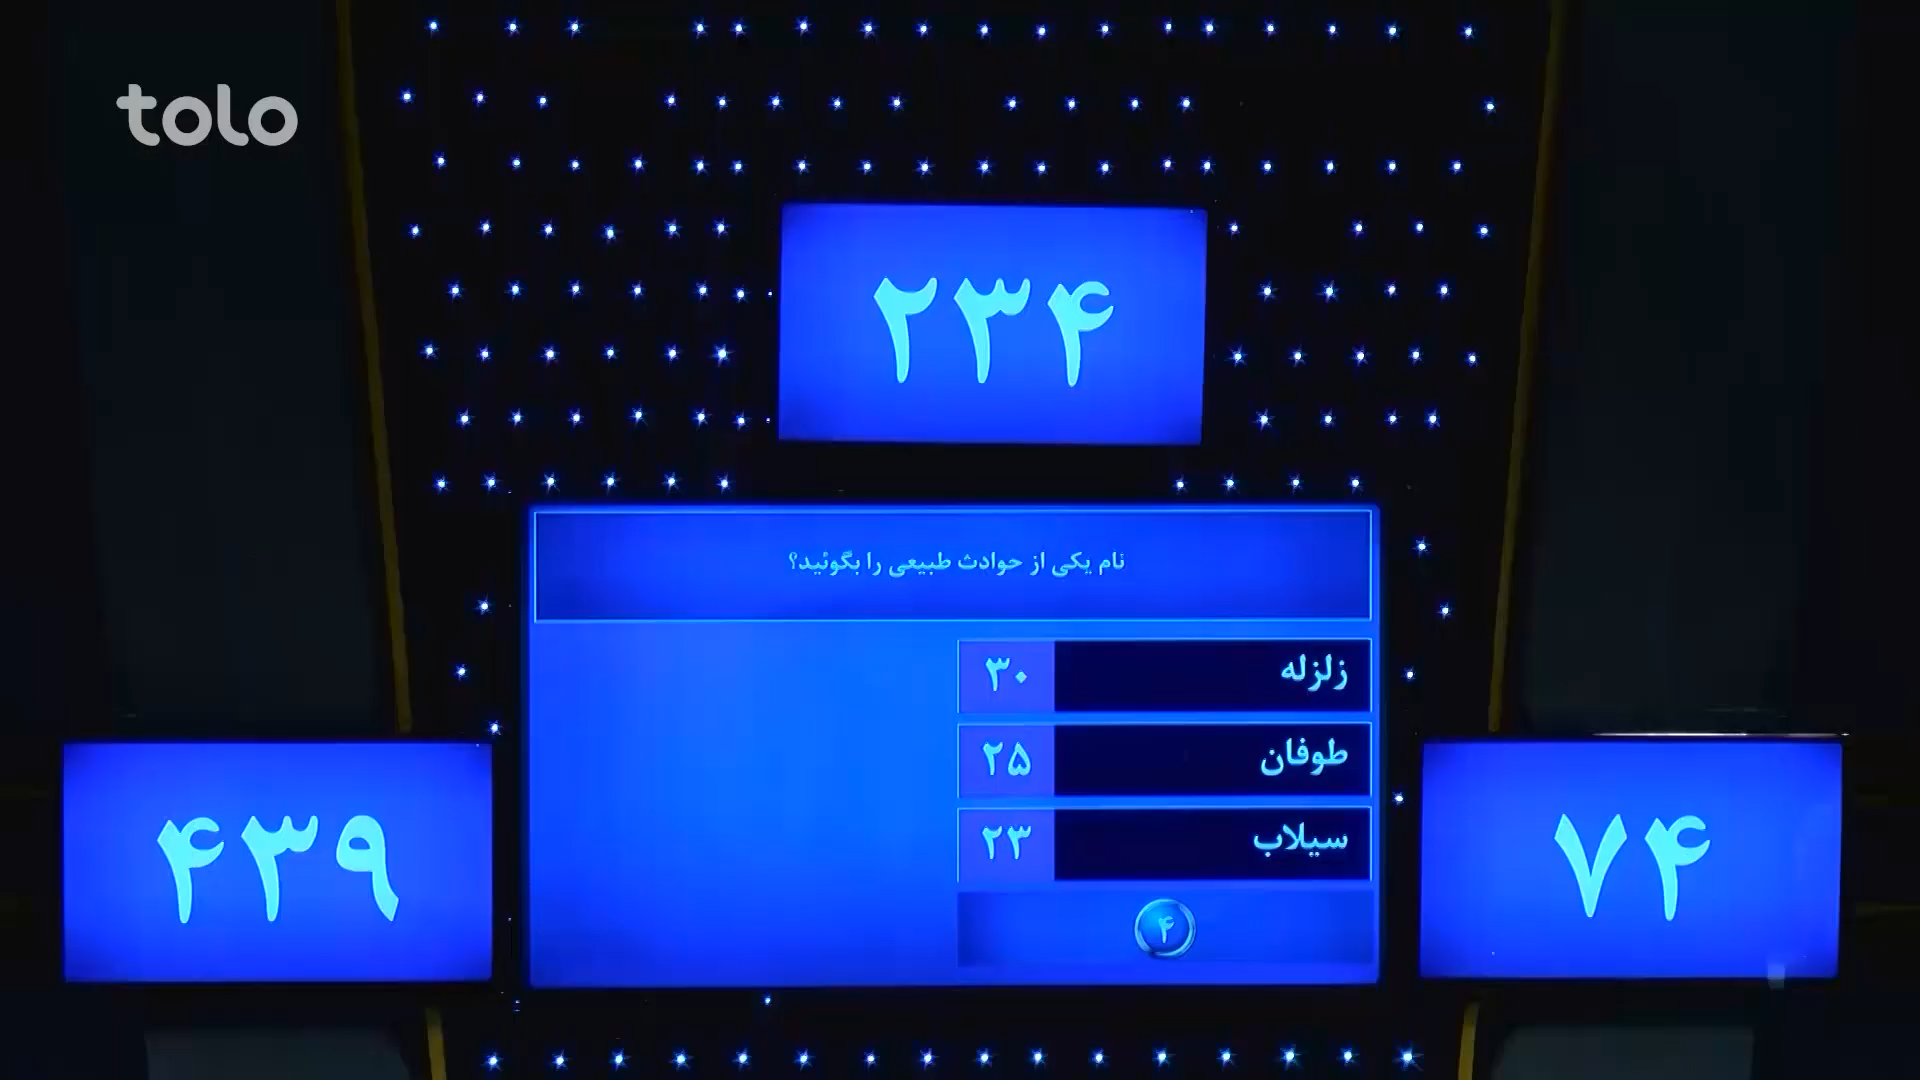 tolo
۲۳۴
نام یکی از حوادث طبیعی را بگوئید؟
زلزله ۳۰
طوفان ۲۵
سیلاب ۲۳
۴
۴۳۹
۷۴